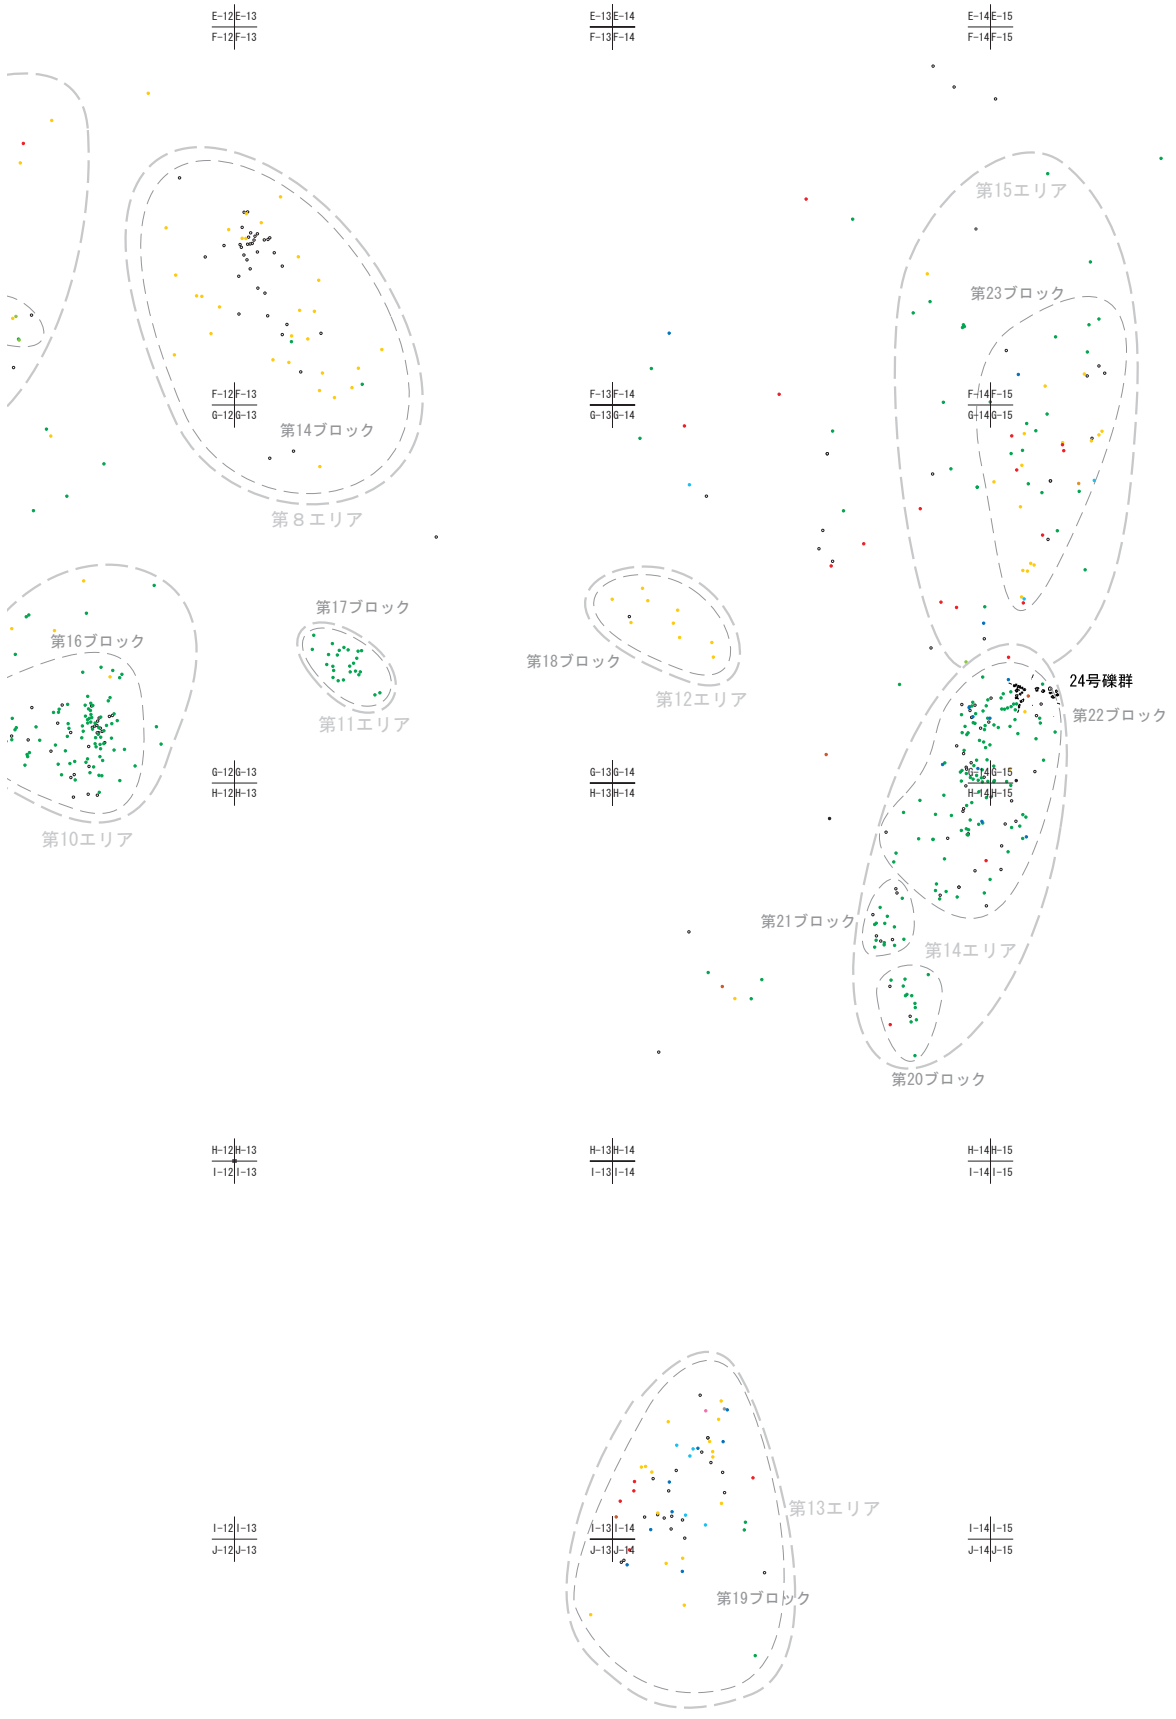 E-12 E-13
F-12 F-13
E-13 E-14
F-13 F-14
E-14 E-15
F-14 F-15
第15エリア
第23ブロック
F-12 F-13
G-12 G-13
F-13 F-14
G-13 G-14
F-14 F-15
G-14 G-15
第14ブロック
第8エリア
第17ブロック
第16ブロック
第18ブロック
24号礫群
第12エリア
第22ブロック
第11エリア
G-12 G-13
H-12 H-13
G-13 G-14
H-13 H-14
G-14 G-15
H-14 H-15
第10エリア
第21ブロック
第14エリア
第20ブロック
H-12 H-13
I-12 I-13
H-13 H-14
I-13 I-14
H-14 H-15
I-14 I-15
第13エリア
I-12 I-13
J-12 J-13
I-13 I-14
J-13 J-14
I-14 I-15
J-14 J-15
第19ブロック